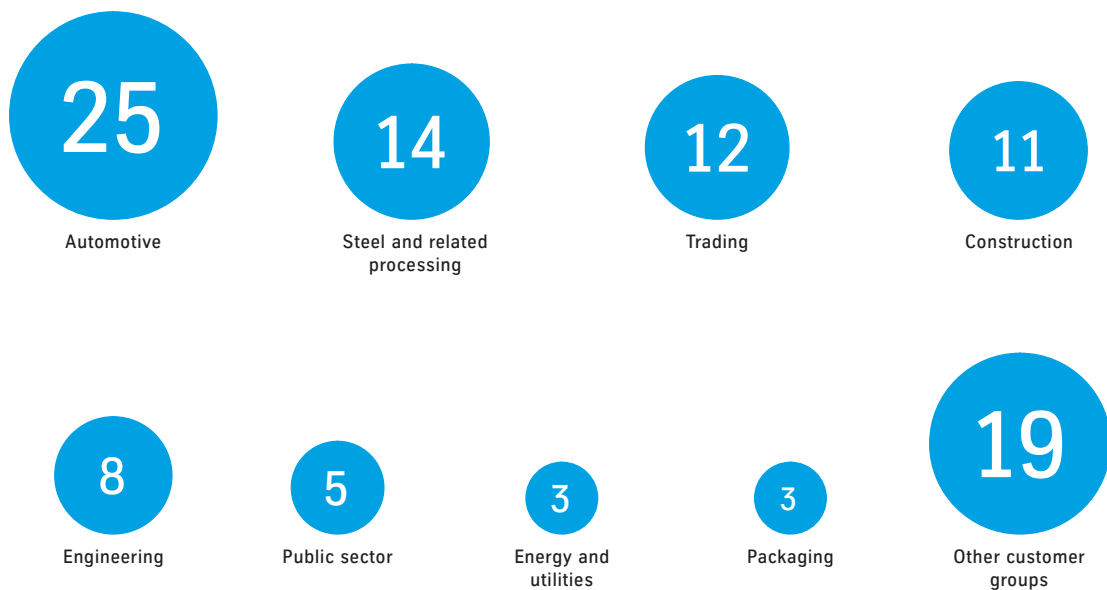 25
14
12
11
Automotive
Steel and related
processing
Trading
Construction
8
5
3
3
19
Engineering
Public sector
Energy and
utilities
Packaging
Other customer
groups